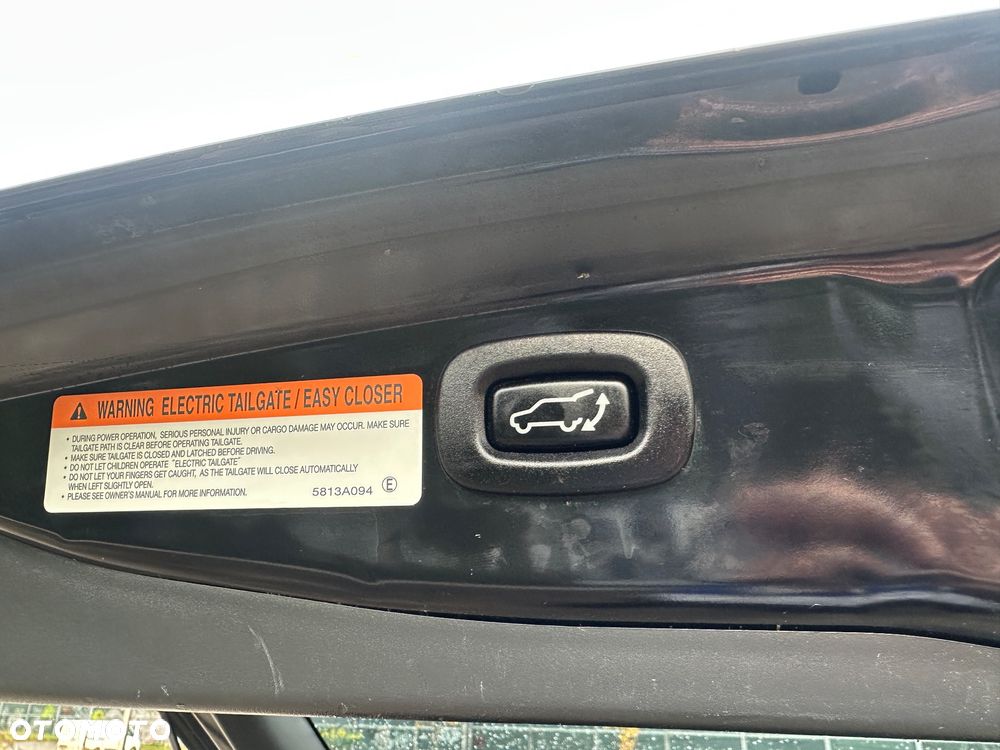 WARNING ELECTRIC TAILGATE / EASY CLOSER
• DURING POWER OPERATION, SERIOUS PERSONAL INJURY OR CARGO DAMAGE MAY OCCUR. MAKE SURE
TAILGATE PATH IS CLEAR BEFORE OPERATING TAILGATE.
• MAKE SURE TAILGATE IS CLOSED AND LATCHED BEFORE DRIVING.
• DO NOT LET CHILDREN OPERATE "ELECTRIC TAILGATE"
• DO NOT LET YOUR FINGERS GET CAUGHT, AS THE TAILGATE WILL CLOSE AUTOMATICALLY
WHEN LEFT SLIGHTLY OPEN.
• PLEASE SEE OWNER'S MANUAL FOR MORE INFORMATION. 5813A094 E
OTOMOTO